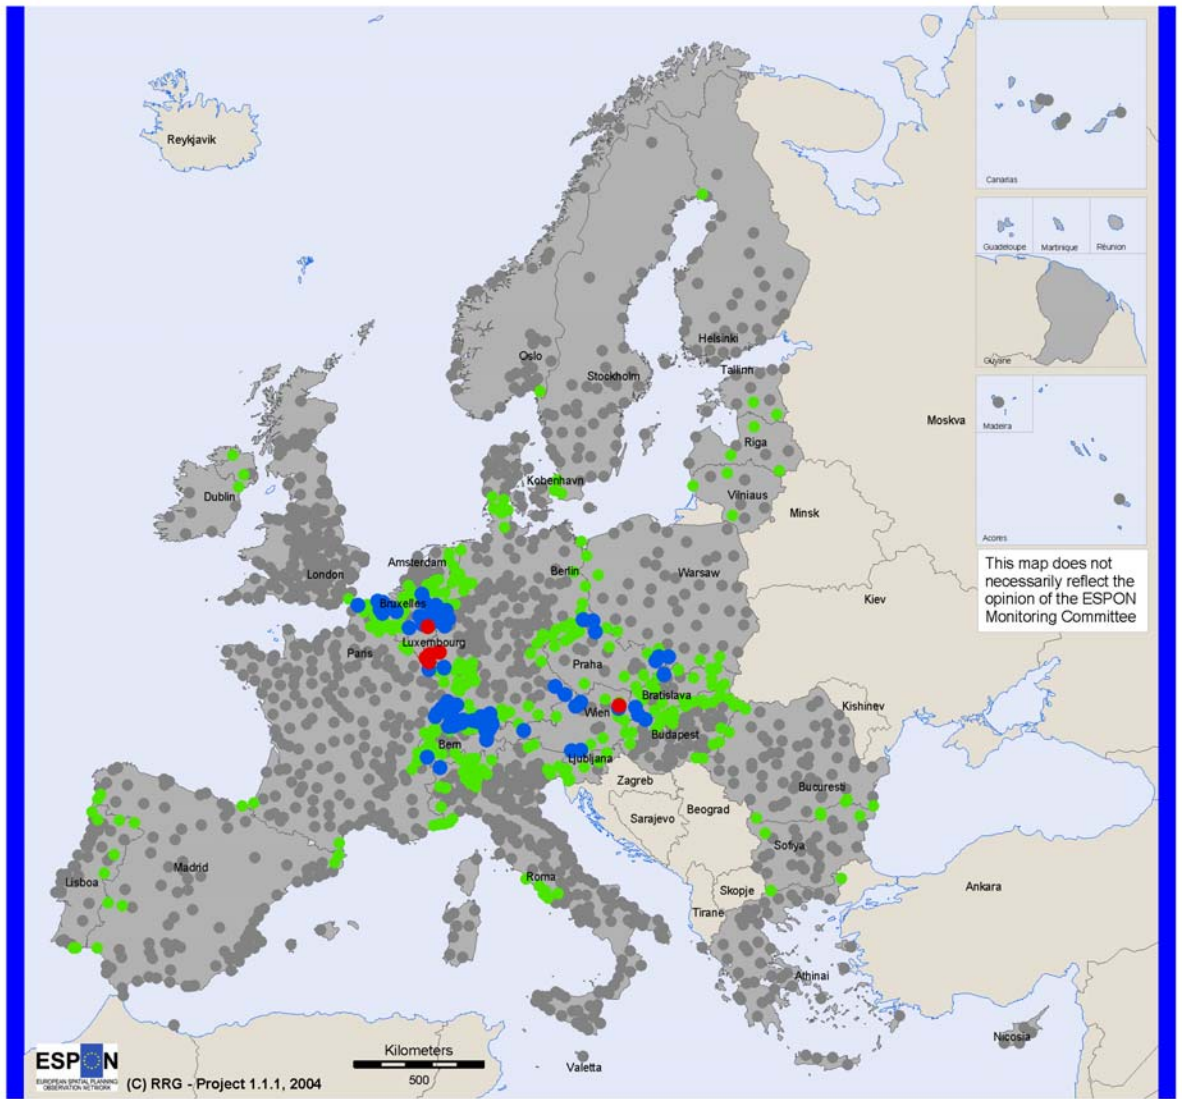 Reykjavik
Canarias
Guadeloupe
Martinique
Réunion
Guyane
Helsinki
Oslo
Tallinn
Stockholm
Madeira
Moskva
Riga
Kobenhavn
Dublin
Vilniaus
Minsk
Acores
This map does not
necessarily reflect the
opinion of the ESPON
Monitoring Committee
Amsterdam
London
Berlin
Warsaw
Bruxelles
Kiev
Luxembourg
Paris
Praha
Bratislava
Kishinev
Wien
Bern
Budapest
Ljubljana
Zagreb
Bucuresti
Beograd
Sarajevo
Sofiya
Madrid
Roma
Lisboa
Skopje
Ankara
Tirane
Athinai
Nicosia
Kilometers
Valetta
500
ESPON
EUROPEAN SPATIAL PLANNING
OBSERVATION NETWORK
(C) RRG - Project 1.1.1, 2004